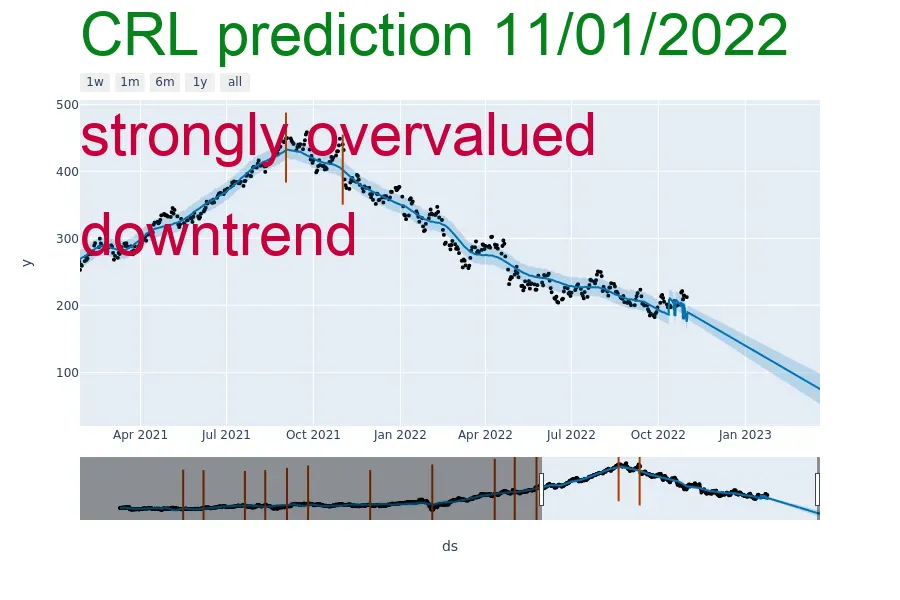 CRL prediction 11/01/2022
1w 1m 6m 1y all
strongly overvalued
downtrend
500
400
300
200
100
y
Apr 2021 Jul 2021 Oct 2021 Jan 2022 Apr 2022 Jul 2022 Oct 2022 Jan 2023
ds